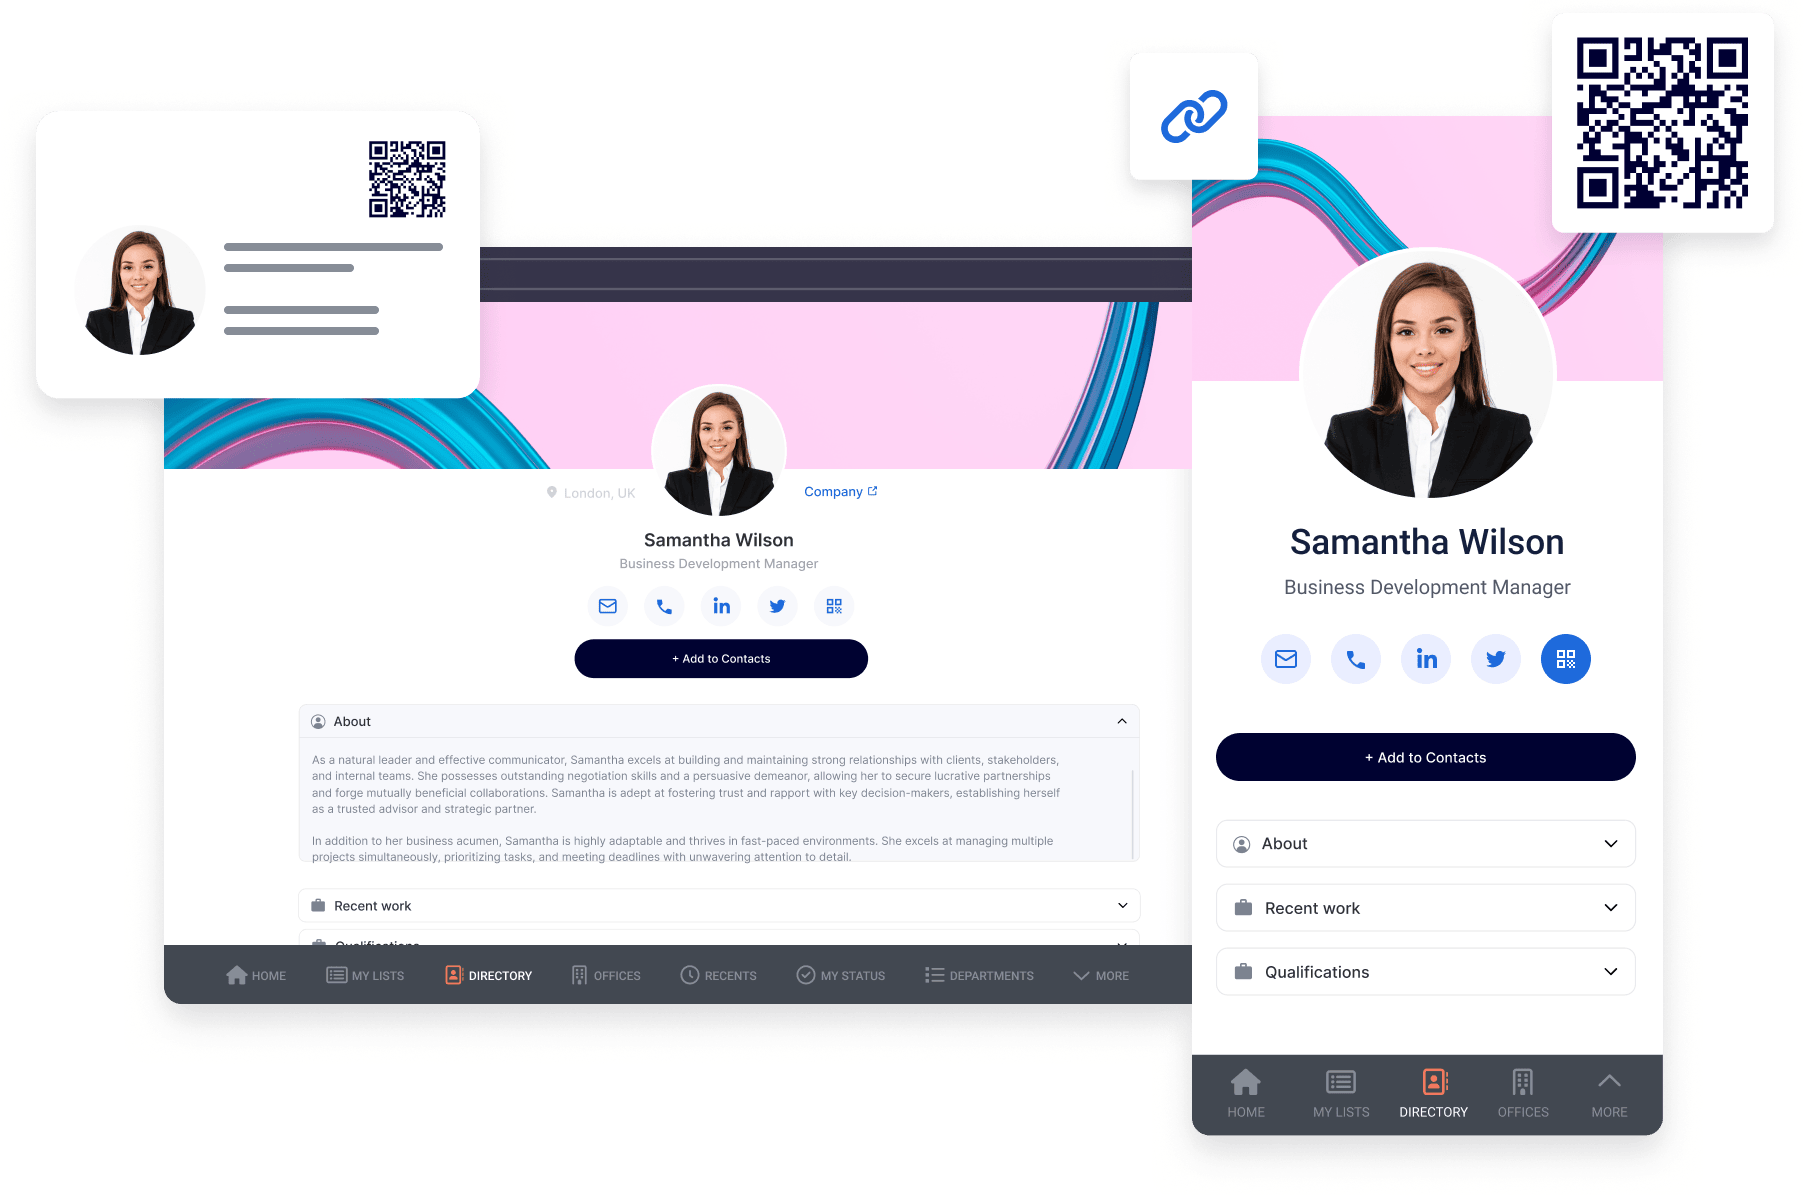 London, UK
Company
Samantha Wilson
Business Development Manager
in
+ Add to Contacts
About
As a natural leader and effective communicator, Samantha excels at building and maintaining strong relationships with clients, stakeholders,
and internal teams. She possesses outstanding negotiation skills and a persuasive demeanor, allowing her to secure lucrative partnerships
and forge mutually beneficial collaborations. Samantha is adept at fostering trust and rapport with key decision-makers, establishing herself
as a trusted advisor and strategic partner.
In addition to her business acumen, Samantha is highly adaptable and thrives in fast-paced environments. She excels at managing multiple
projects simultaneously, prioritizing tasks, and meeting deadlines with unwavering attention to detail.
Recent work
Qualifications
HOME
MY LISTS
DIRECTORY
OFFICES
RECENTS
MY STATUS
DEPARTMENTS
MORE
Samantha Wilson
Business Development Manager
in
+ Add to Contacts
About
Recent work
Qualifications
HOME
MY LISTS
DIRECTORY
OFFICES
MORE